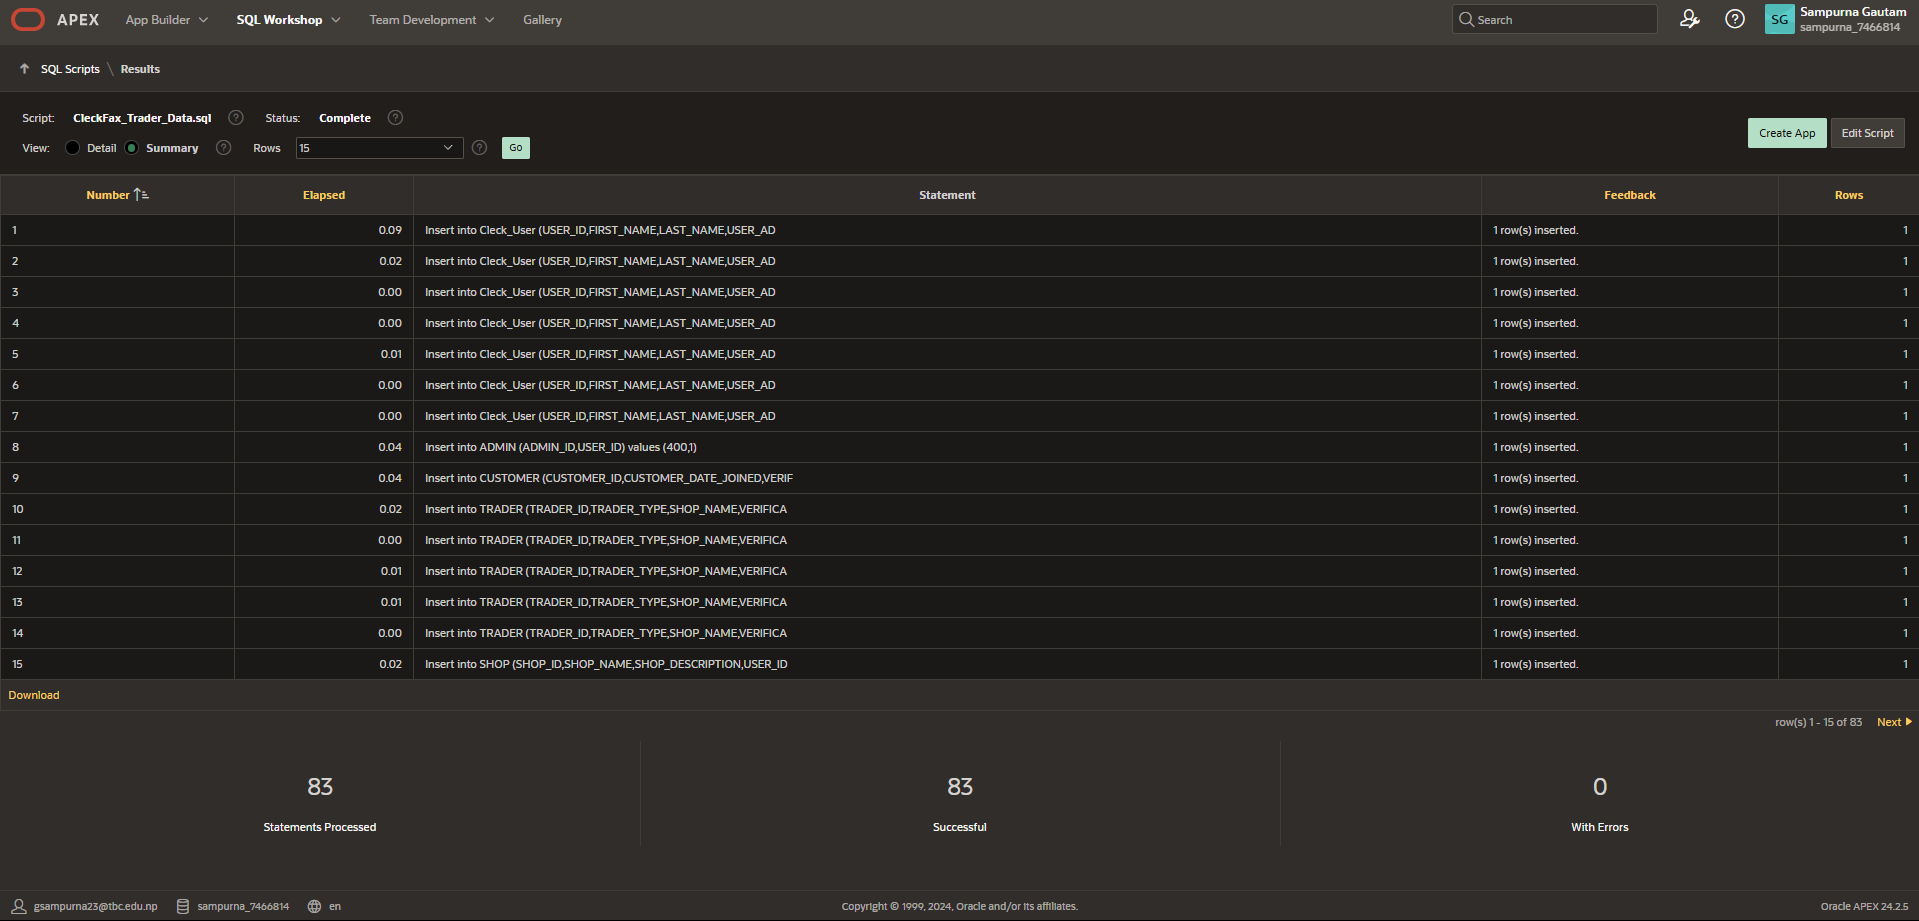 APEX App Builder SQL Workshop Team Development Gallery Search SG Sampurna Gautam
sampurna_7466814
SQL Scripts \ Results
Script: CleckFax_Trader_Data.sql ? Status: Complete ?
View: Detail Summary ? Rows 15 ? Go Create App Edit Script
Number Elapsed Statement Feedback Rows
1 0.09 Insert into Cleck_User (USER_ID,FIRST_NAME,LAST_NAME,USER_AD 1 row(s) inserted. 1
2 0.02 Insert into Cleck_User (USER_ID,FIRST_NAME,LAST_NAME,USER_AD 1 row(s) inserted. 1
3 0.00 Insert into Cleck_User (USER_ID,FIRST_NAME,LAST_NAME,USER_AD 1 row(s) inserted. 1
4 0.00 Insert into Cleck_User (USER_ID,FIRST_NAME,LAST_NAME,USER_AD 1 row(s) inserted. 1
5 0.01 Insert into Cleck_User (USER_ID,FIRST_NAME,LAST_NAME,USER_AD 1 row(s) inserted. 1
6 0.00 Insert into Cleck_User (USER_ID,FIRST_NAME,LAST_NAME,USER_AD 1 row(s) inserted. 1
7 0.00 Insert into Cleck_User (USER_ID,FIRST_NAME,LAST_NAME,USER_AD 1 row(s) inserted. 1
8 0.04 Insert into ADMIN (ADMIN_ID,USER_ID) values (400,1) 1 row(s) inserted. 1
9 0.04 Insert into CUSTOMER (CUSTOMER_ID,CUSTOMER_DATE_JOINED,VERIF 1 row(s) inserted. 1
10 0.02 Insert into TRADER (TRADER_ID,TRADER_TYPE,SHOP_NAME,VERIFICA 1 row(s) inserted. 1
11 0.00 Insert into TRADER (TRADER_ID,TRADER_TYPE,SHOP_NAME,VERIFICA 1 row(s) inserted. 1
12 0.01 Insert into TRADER (TRADER_ID,TRADER_TYPE,SHOP_NAME,VERIFICA 1 row(s) inserted. 1
13 0.01 Insert into TRADER (TRADER_ID,TRADER_TYPE,SHOP_NAME,VERIFICA 1 row(s) inserted. 1
14 0.00 Insert into TRADER (TRADER_ID,TRADER_TYPE,SHOP_NAME,VERIFICA 1 row(s) inserted. 1
15 0.02 Insert into SHOP (SHOP_ID,SHOP_NAME,SHOP_DESCRIPTION,USER_ID 1 row(s) inserted. 1
Download
row(s) 1 - 15 of 83 Next
83 83 0
Statements Processed Successful With Errors
gsampurna23@tbc.edu.np sampurna_7466814 en Copyright © 1999, 2024, Oracle and/or its affiliates. Oracle APEX 24.2.5